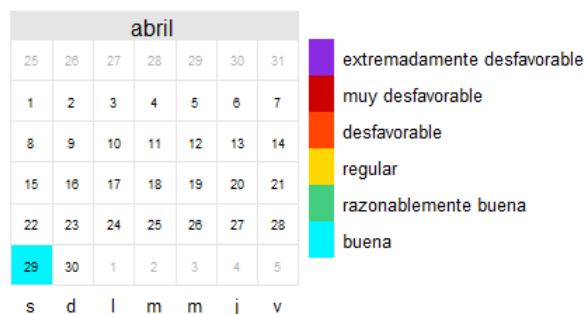 abril
25 26 27 28 29 30 31
1 2 3 4 5 6 7
8 9 10 11 12 13 14
15 16 17 18 19 20 21
22 23 24 25 26 27 28
29 30 1 2 3 4 5
s d l m m j v
extremadamente desfavorable
muy desfavorable
desfavorable
regular
razonablemente buena
buena